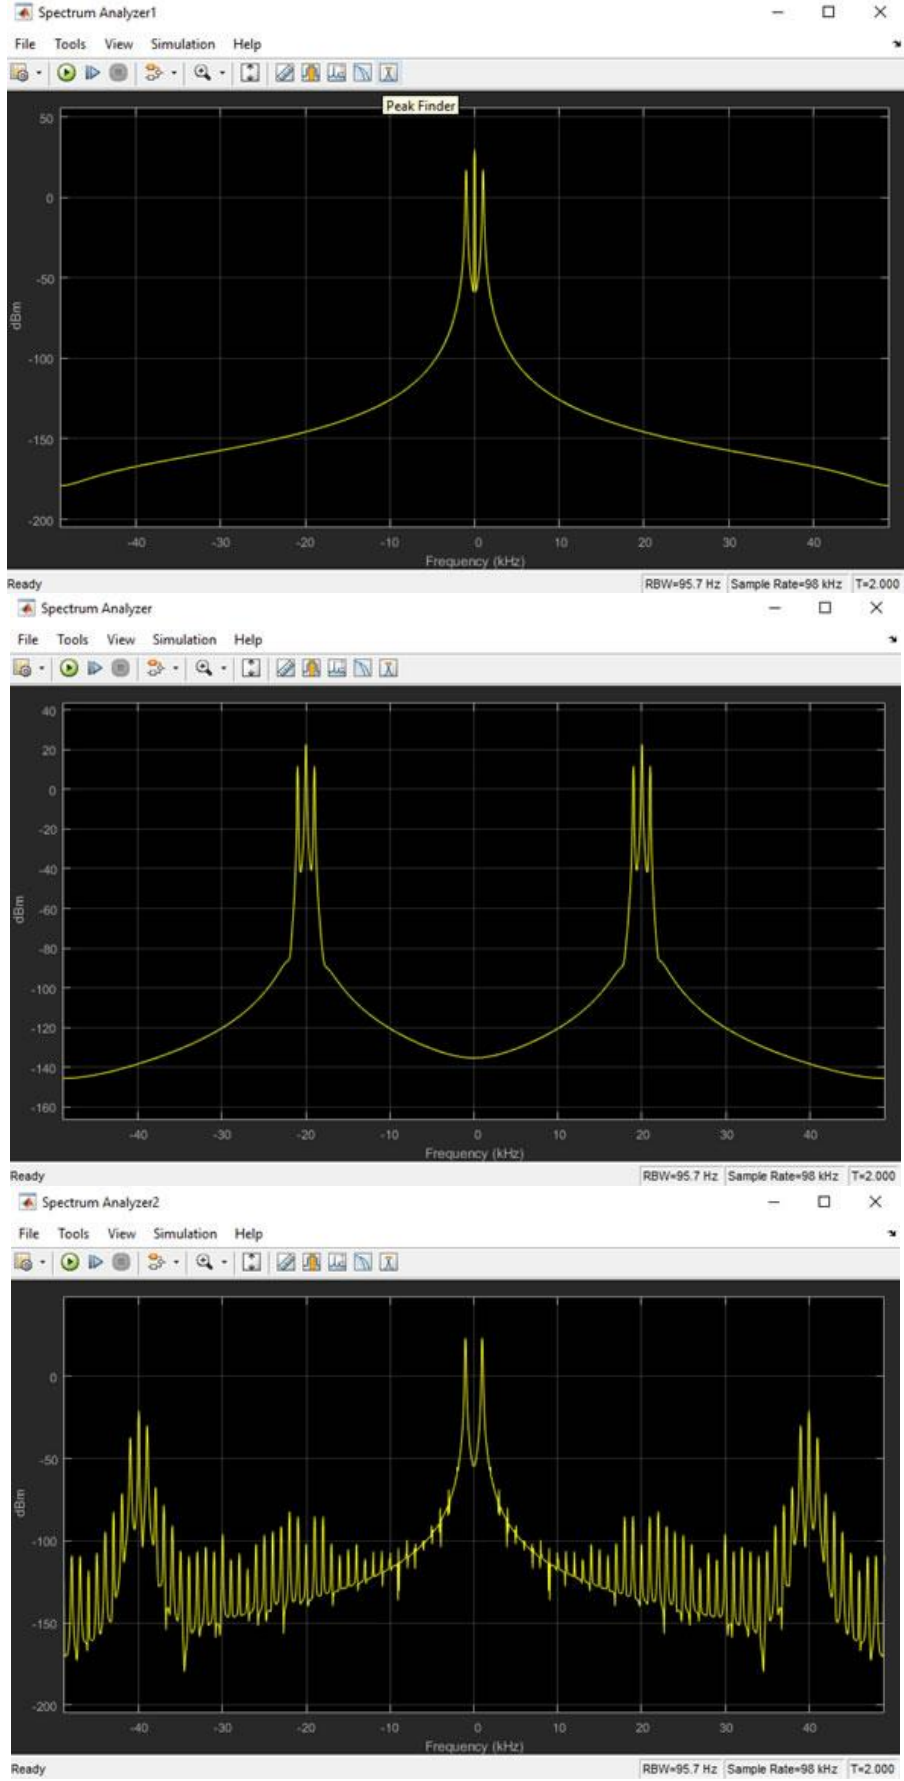 Spectrum Analyzer1
File Tools View Simulation Help
Peak Finder
50
0
-50
-100
-150
-200
dBm
-40 -30 -20 -10 0 10 20 30 40
Frequency (kHz)
Ready RBW=95.7 Hz Sample Rate=98 kHz T=2.000
Spectrum Analyzer
File Tools View Simulation Help
40
20
0
-20
-40
-60
-80
-100
-120
-140
-160
dBm
-40 -30 -20 -10 0 10 20 30 40
Frequency (kHz)
Ready RBW=95.7 Hz Sample Rate=98 kHz T=2.000
Spectrum Analyzer2
File Tools View Simulation Help
0
-50
-100
-150
-200
dBm
-40 -30 -20 -10 0 10 20 30 40
Frequency (kHz)
Ready RBW=95.7 Hz Sample Rate=98 kHz T=2.000